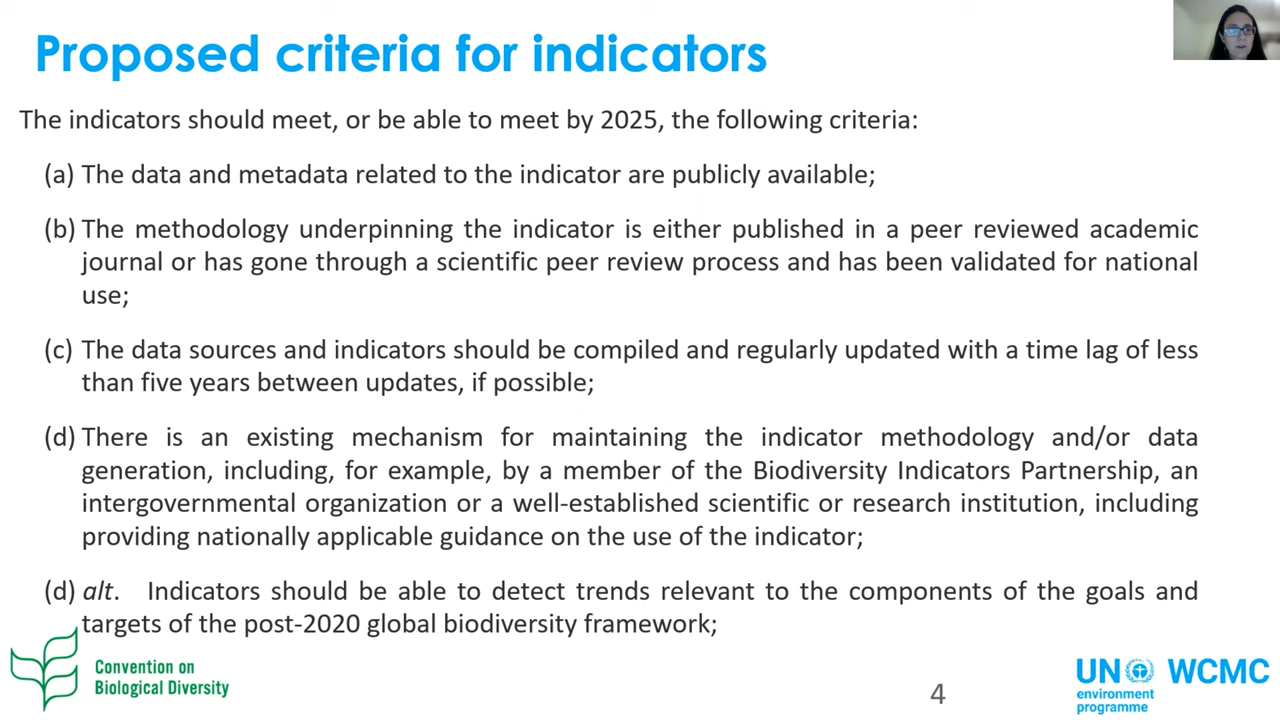 Proposed criteria for indicators
The indicators should meet, or be able to meet by 2025, the following criteria:
(a) The data and metadata related to the indicator are publicly available;
(b) The methodology underpinning the indicator is either published in a peer reviewed academic
journal or has gone through a scientific peer review process and has been validated for national
use;
(c) The data sources and indicators should be compiled and regularly updated with a time lag of less
than five years between updates, if possible;
(d) There is an existing mechanism for maintaining the indicator methodology and/or data
generation, including, for example, by a member of the Biodiversity Indicators Partnership, an
intergovernmental organization or a well-established scientific or research institution, including
providing nationally applicable guidance on the use of the indicator;
(d) alt. Indicators should be able to detect trends relevant to the components of the goals and
targets of the post-2020 global biodiversity framework;
Convention on
Biological Diversity
4
UN WCMC
environment
programme